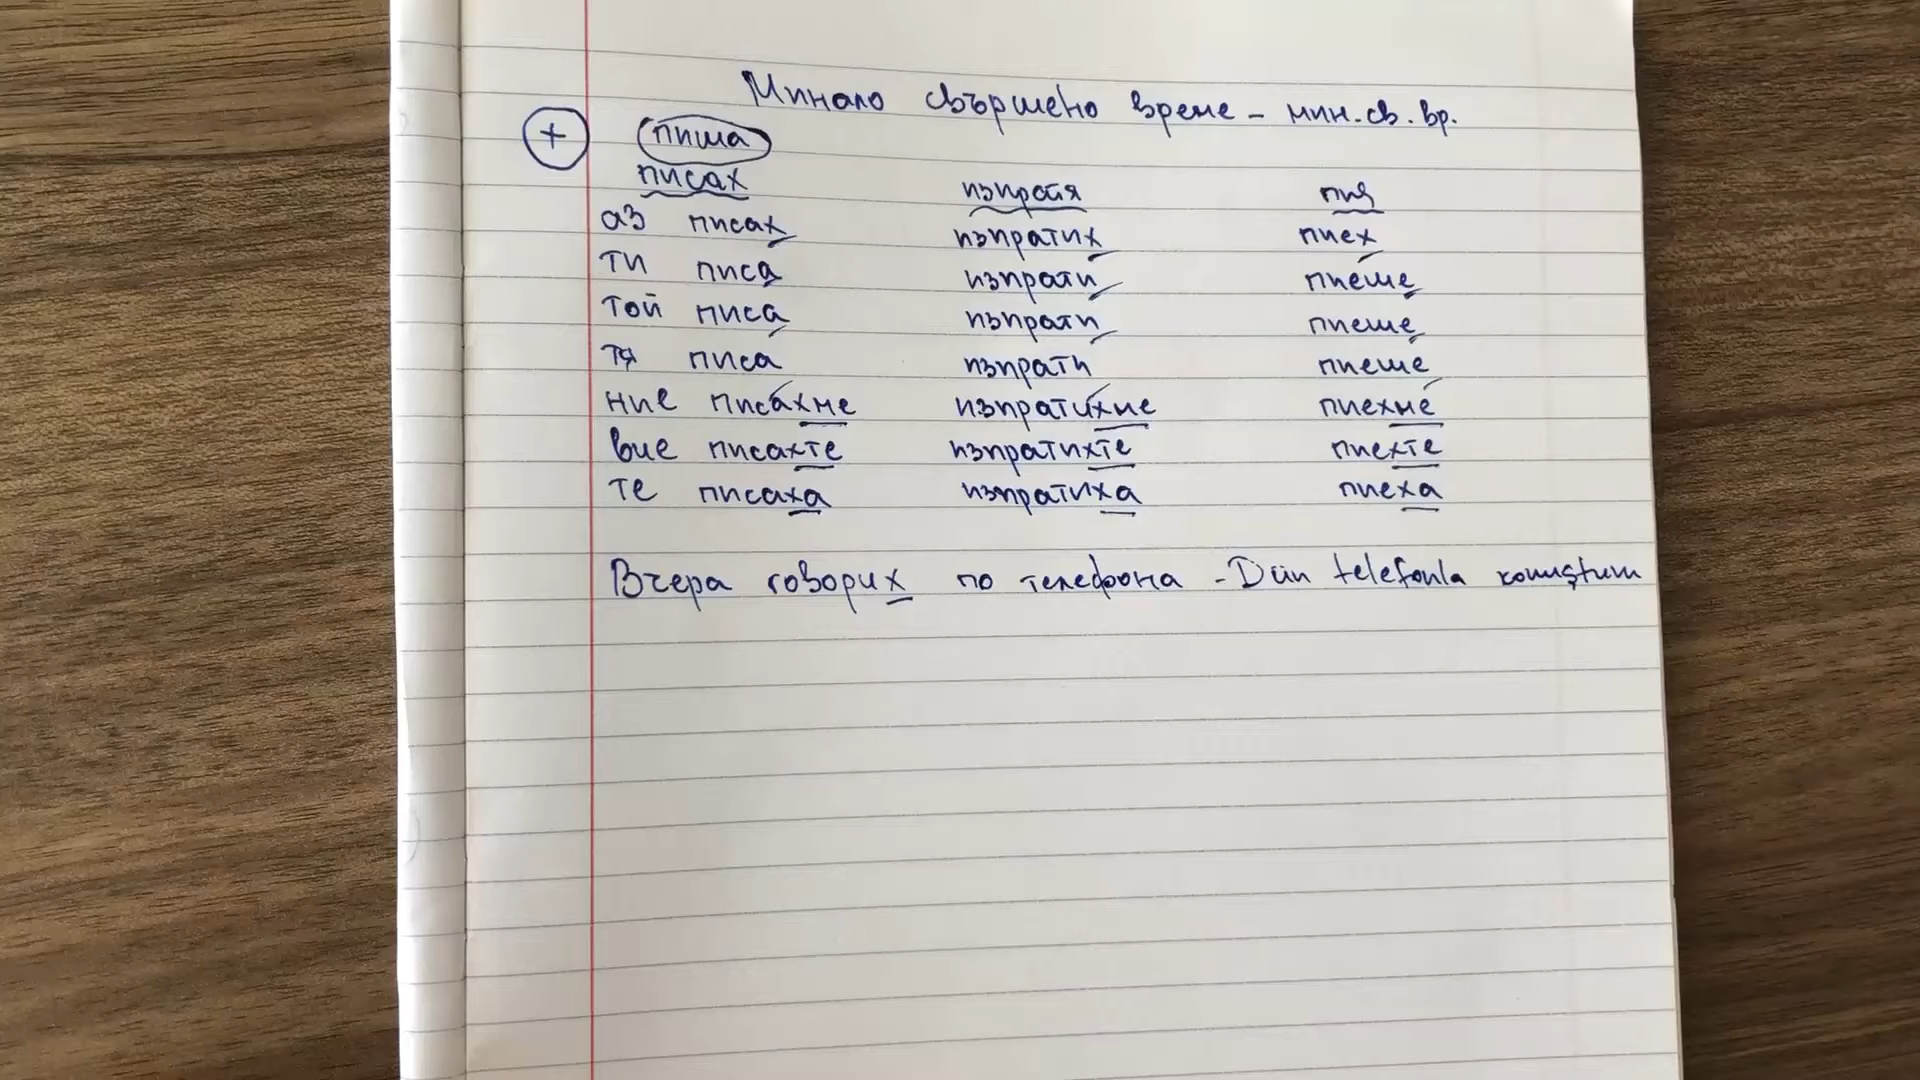 Минало свършено време - мин.св.вр.
+ пиша
писах изпратя пия
аз писах изпратих пиех
ти писа изпрати пиеше
той писа изпрати пиеше
тя писа изпрати пиеше
ние писахме изпратихме пиехме
вие писахте изпратихте пиехте
те писаха изпратиха пиеха
Вчера говорих по телефона - Dün telefonla konuştum